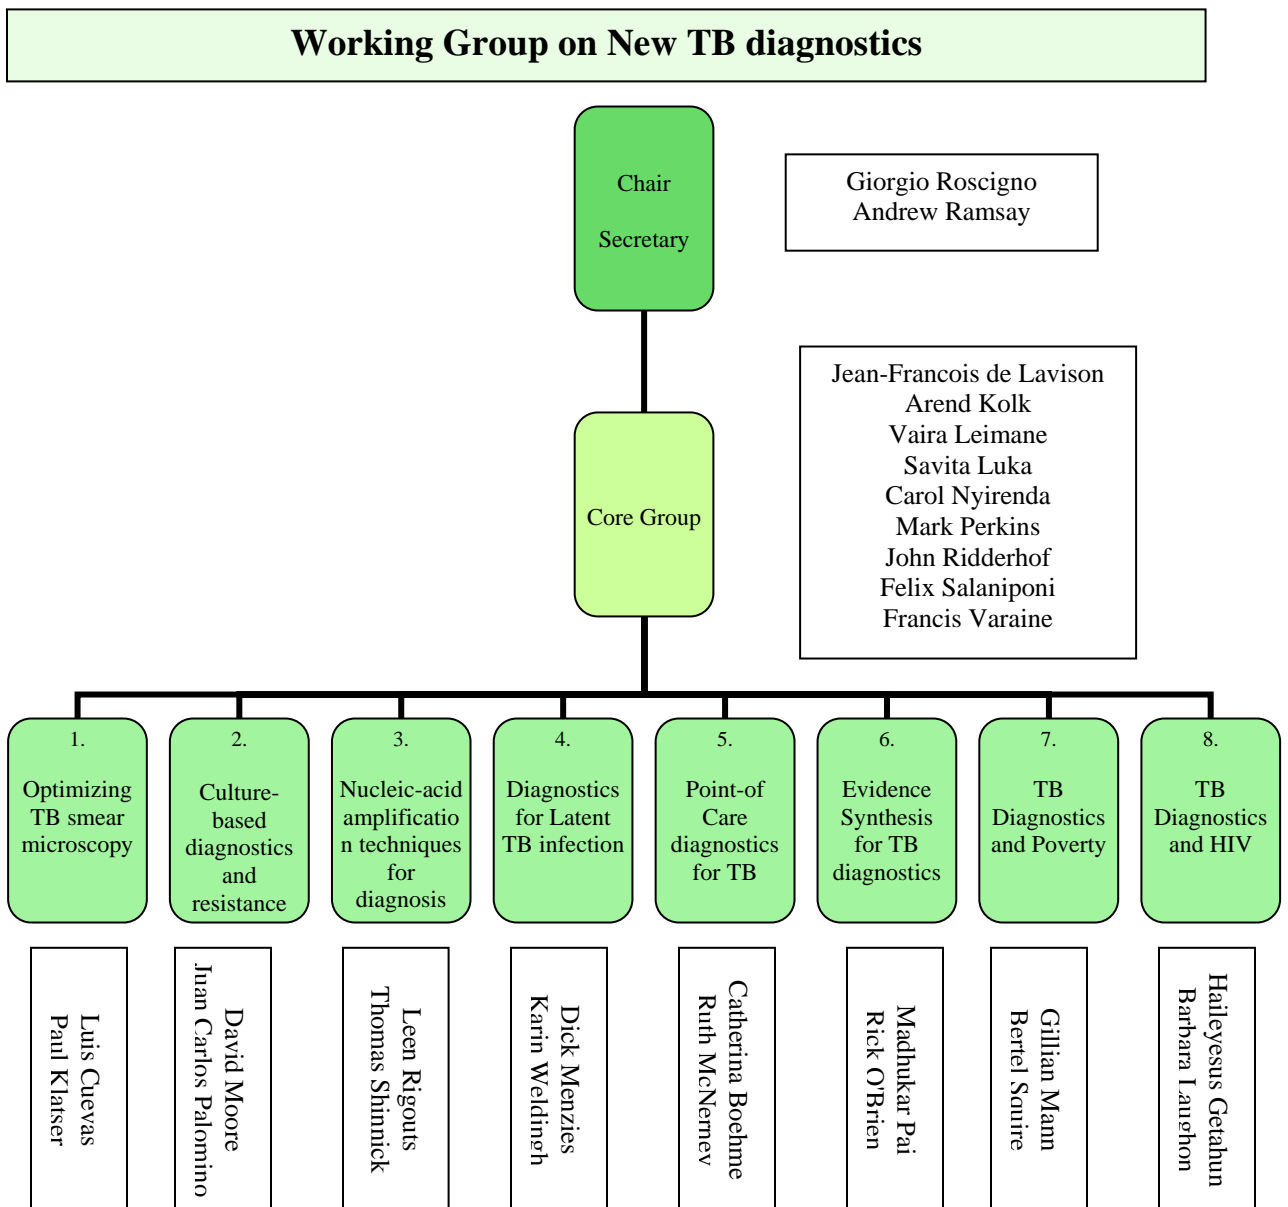 Working Group on New TB diagnostics
Chair
Secretary
Giorgio Roscigno
Andrew Ramsay
Core Group
Jean-Francois de Lavison
Arend Kolk
Vaira Leimane
Savita Luka
Carol Nyirenda
Mark Perkins
John Ridderhof
Felix Salaniponi
Francis Varaine
1.
Optimizing
TB smear
microscopy
2.
Culture-
based
diagnostics
and
resistance
3.
Nucleic-acid
amplificatio
n techniques
for
diagnosis
4.
Diagnostics
for Latent
TB infection
5.
Point-of
Care
diagnostics
for TB
6.
Evidence
Synthesis
for TB
diagnostics
7.
TB
Diagnostics
and Poverty
8.
TB
Diagnostics
and HIV
Luis Cuevas
Paul Klatser
David Moore
Juan Carlos Palomino
Leen Rigouts
Thomas Shinnick
Dick Menzies
Karin Weldingh
Catherina Boehme
Ruth McNerney
Madhukar Pai
Rick O'Brien
Gillian Mann
Bertel Squire
Haileyesus Getahun
Barbara Laughon